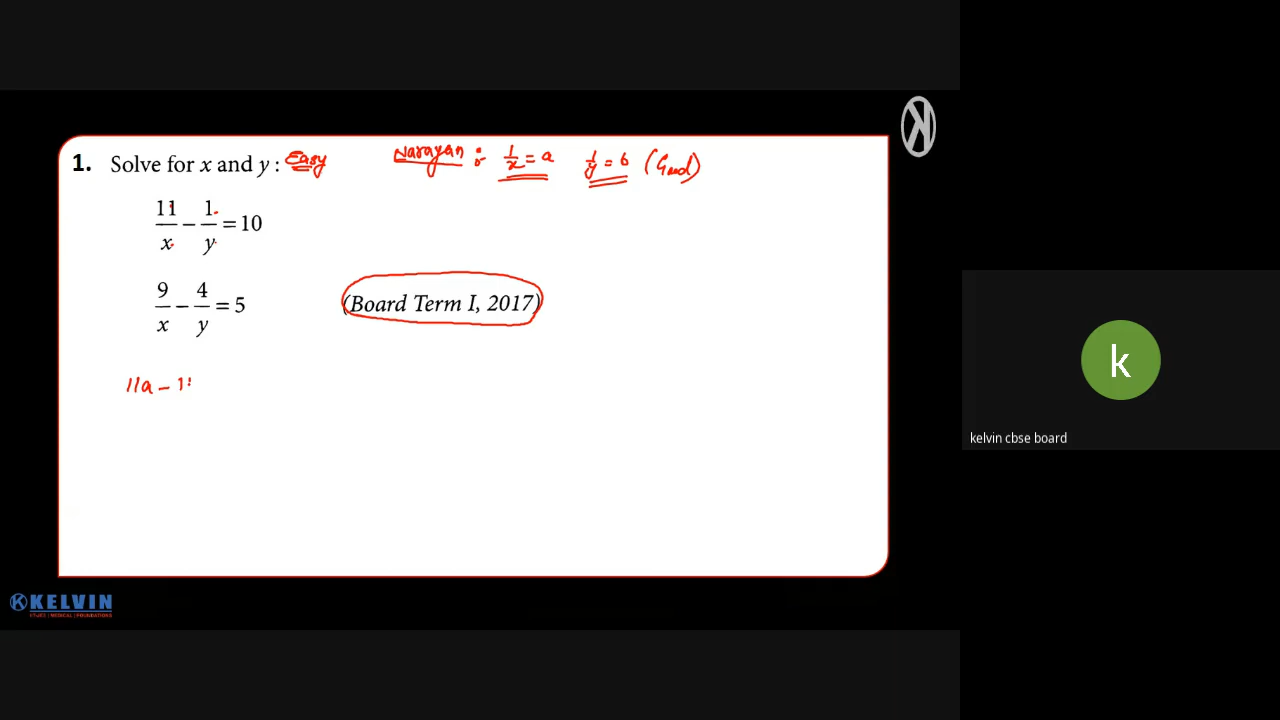 1. Solve for x and y : Easy Narayan : 1/x = a 1/y = b (Good)
11/x − 1/y = 10
9/x − 4/y = 5 (Board Term I, 2017)
11a − 1
k
kelvin cbse board
KELVIN